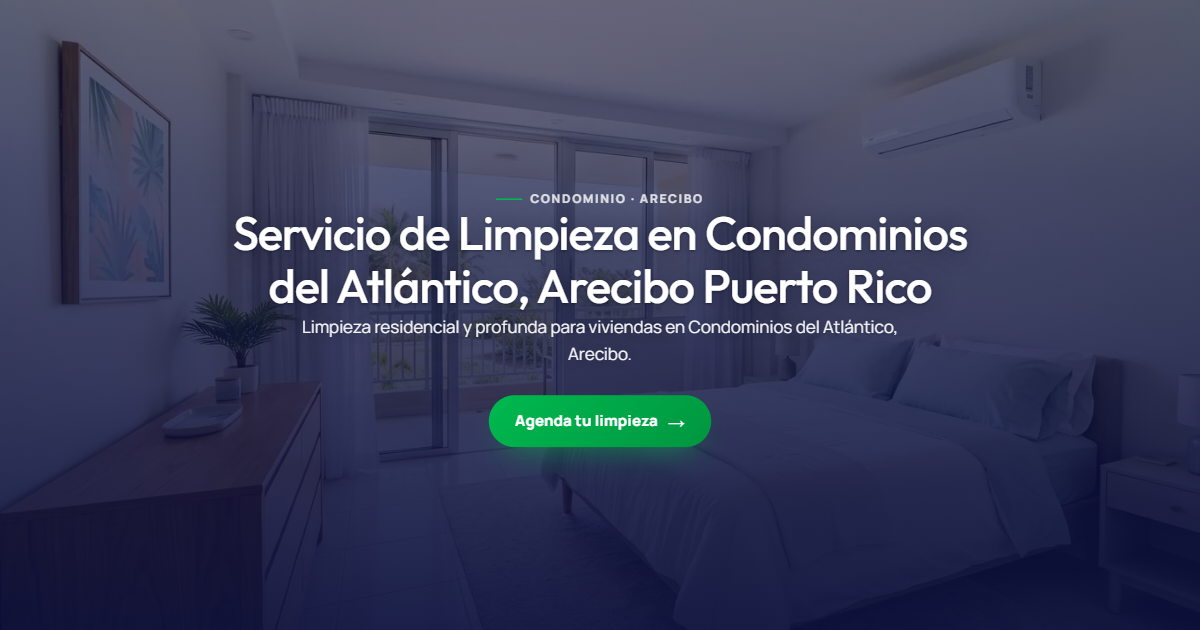 CONDOMINIO · ARECIBO
Servicio de Limpieza en Condominios
del Atlántico, Arecibo Puerto Rico
Limpieza residencial y profunda para viviendas en Condominios del Atlántico,
Arecibo.
Agenda tu limpieza →